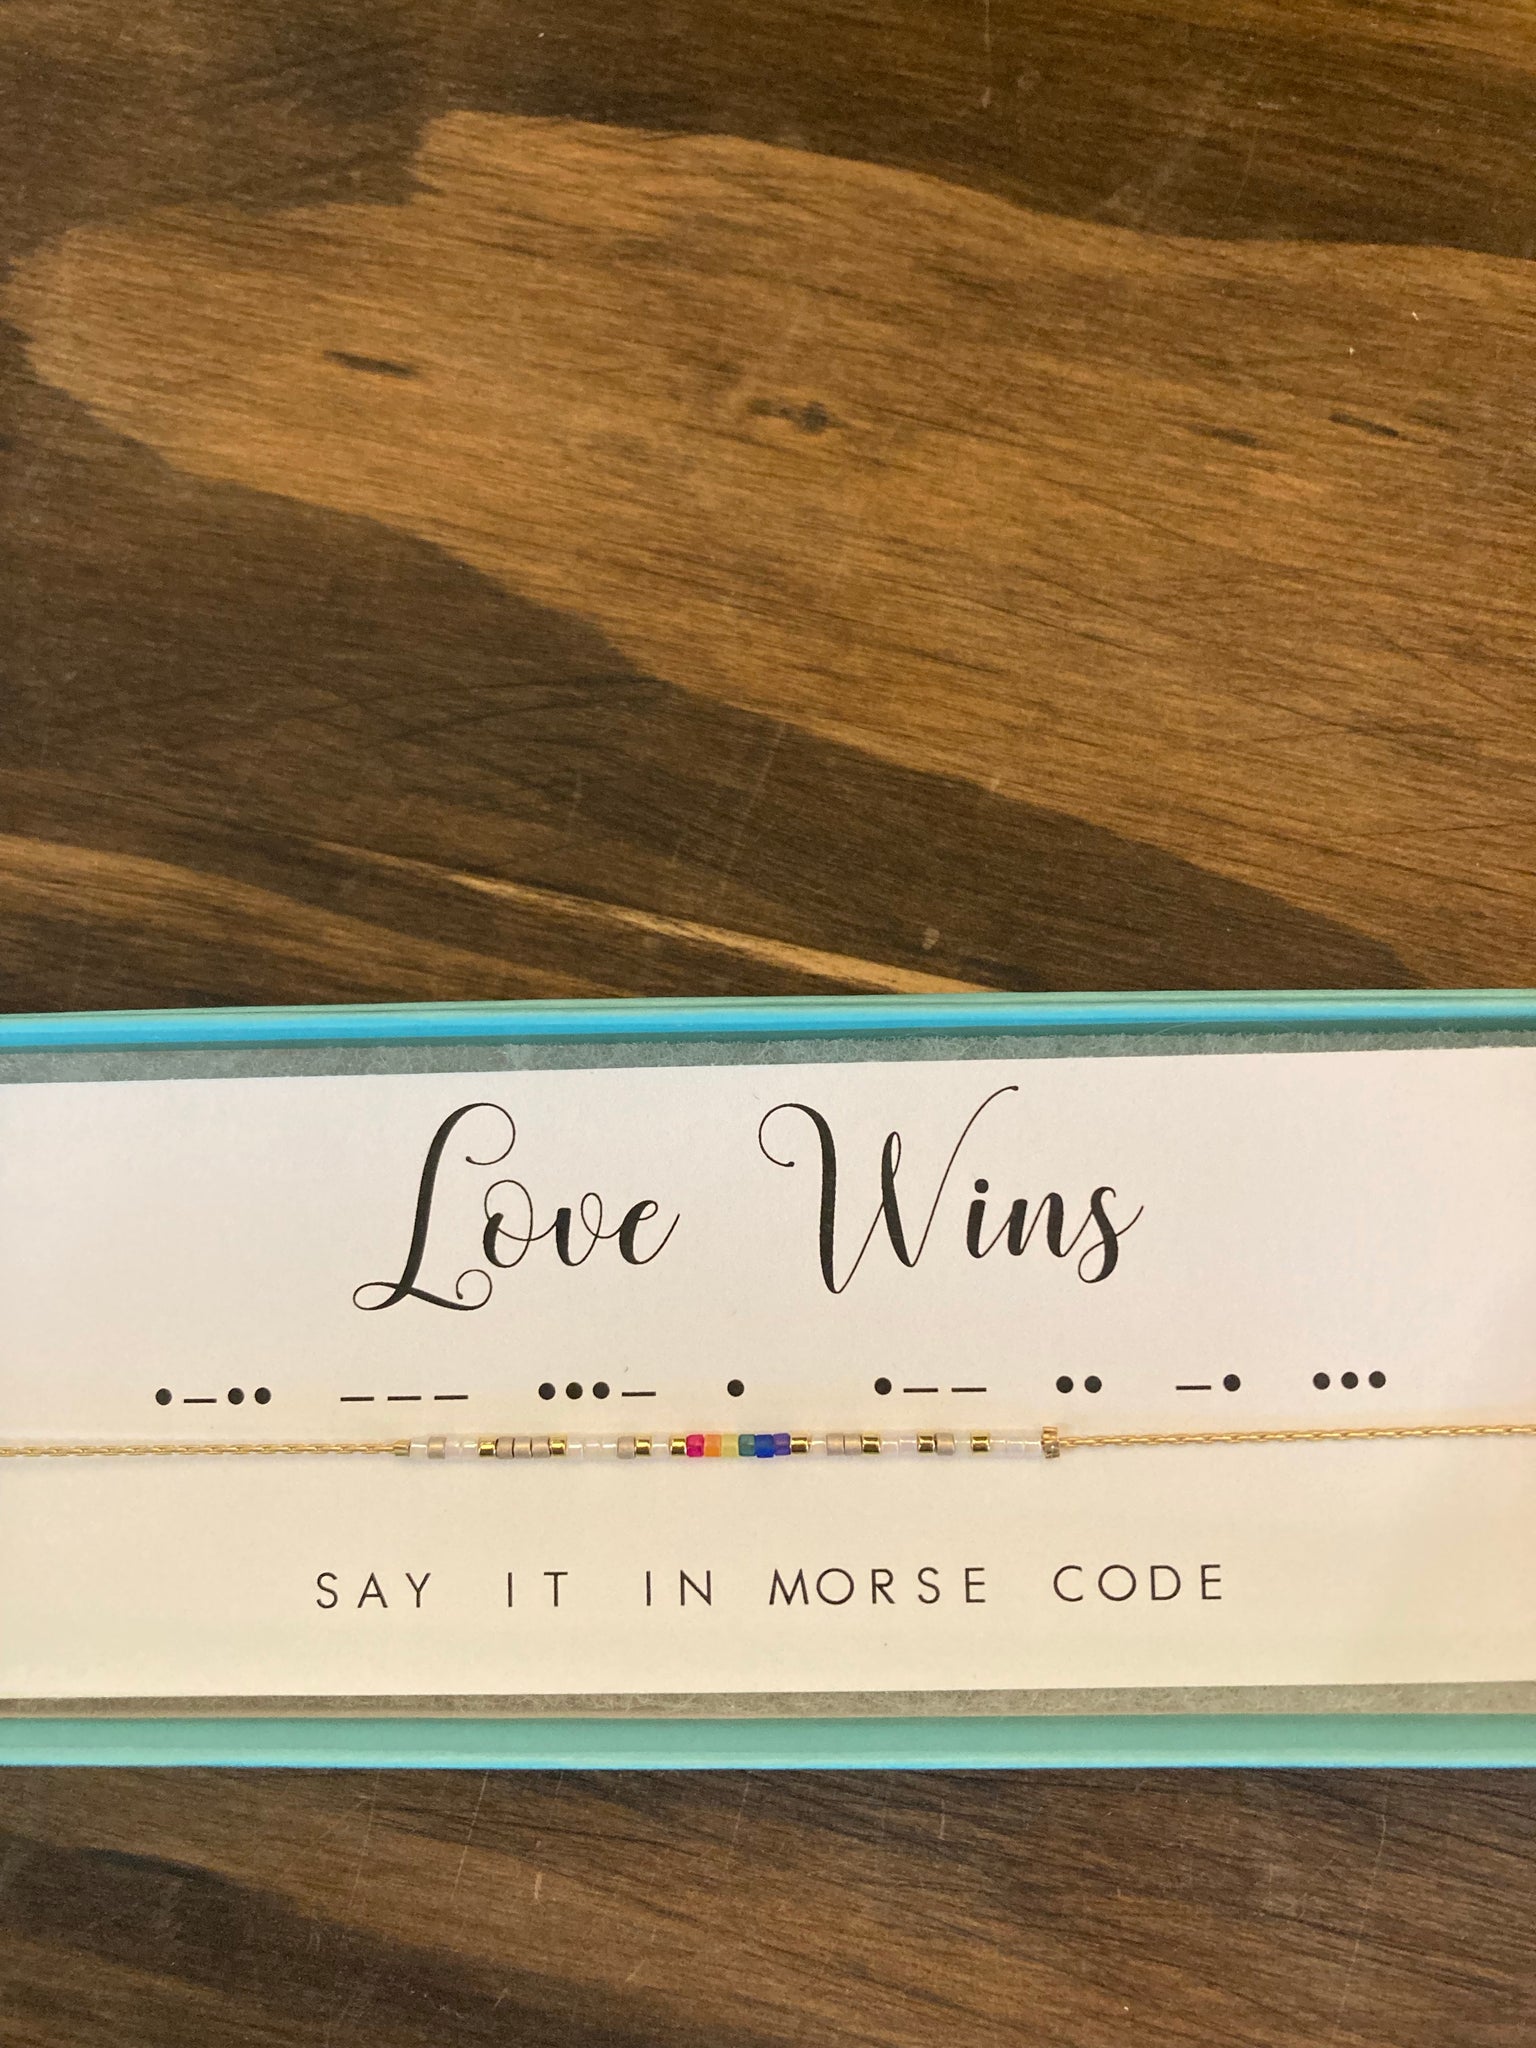 Love Wins
•–•• ––– •••– • •–– •• –• •••
SAY IT IN MORSE CODE